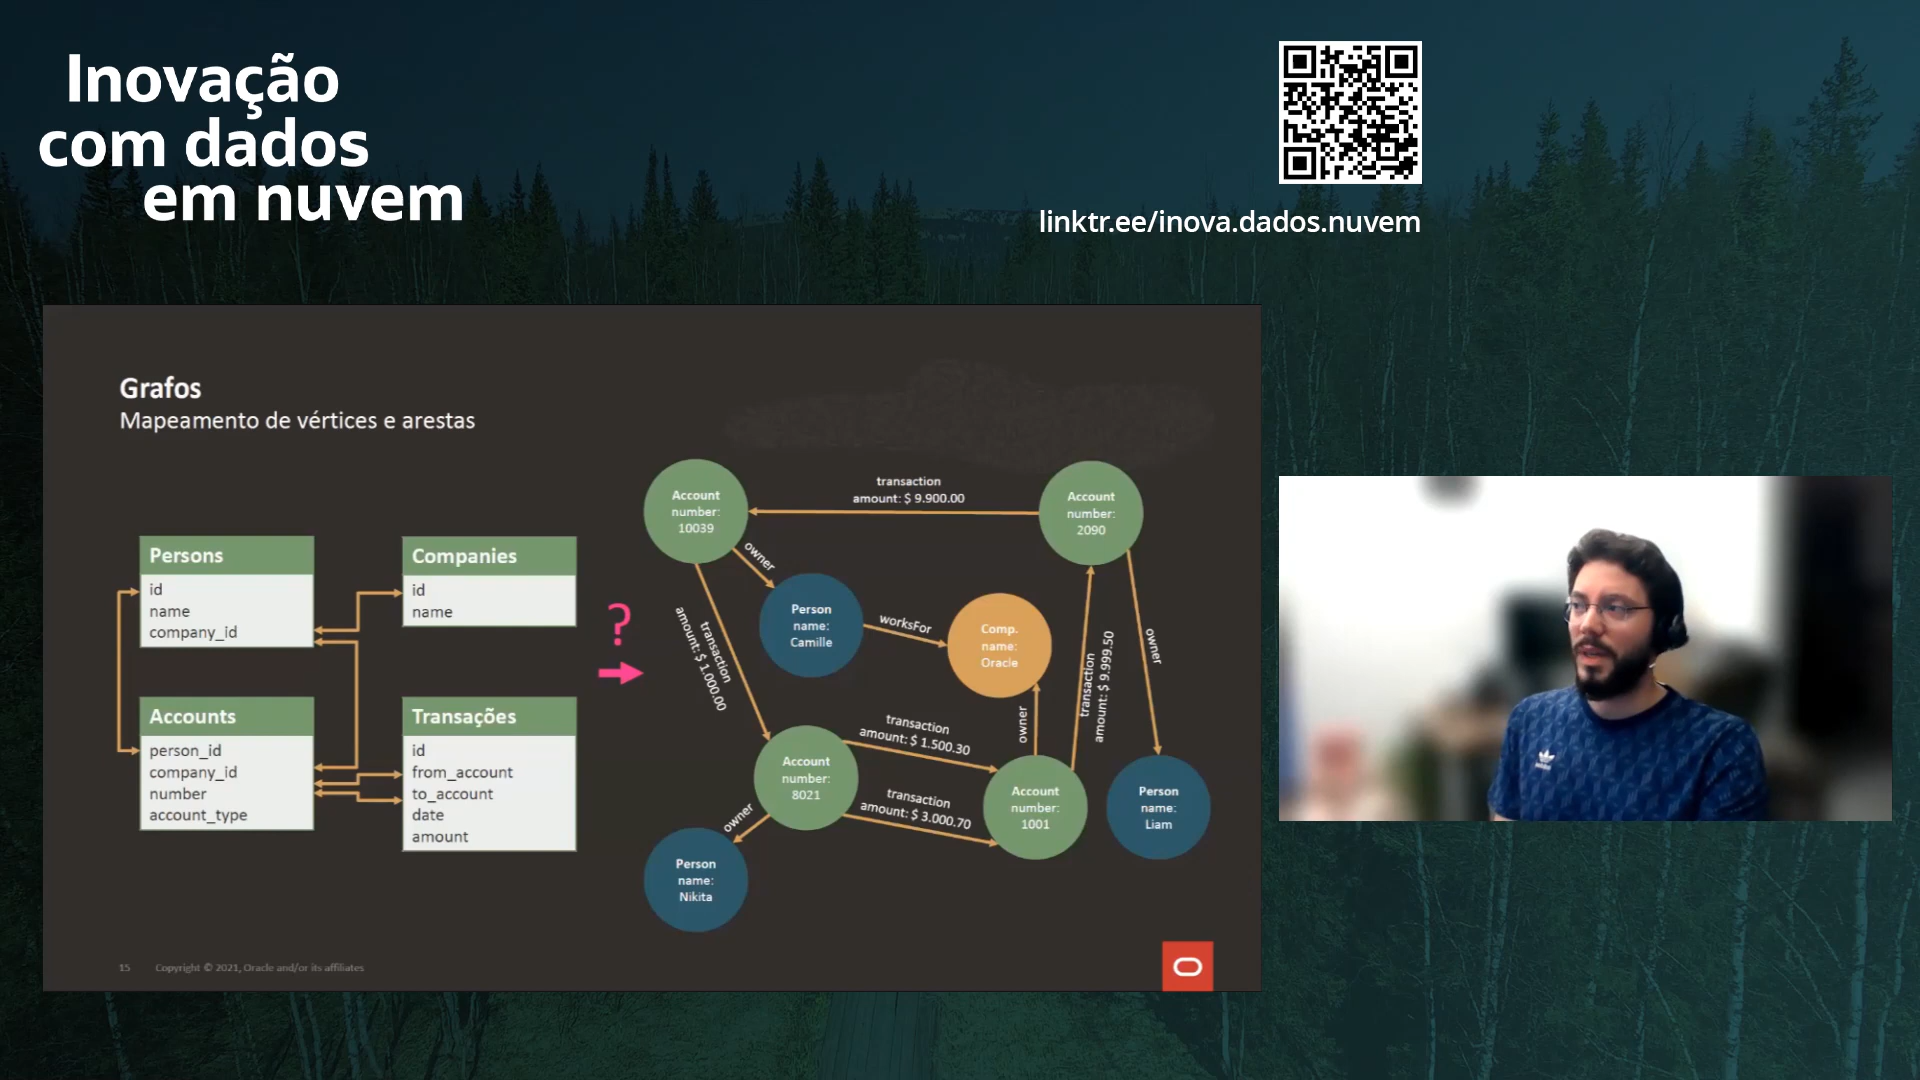 Inovação
com dados
em nuvem
linktr.ee/inova.dados.nuvem
Grafos
Mapeamento de vértices e arestas
Persons
id
name
company_id
Companies
id
name
Accounts
person_id
company_id
number
account_type
Transações
id
from_account
to_account
date
amount
?
Account
number:
10039
transaction
amount: $ 9.900.00
Account
number:
2090
owner
Person
name:
Camille
worksFor
Comp.
name:
Oracle
transaction
amount: $ 1.000.00
transaction
amount: $ 9.999.50
owner
owner
Account
number:
8021
transaction
amount: $ 1.500.30
transaction
amount: $ 3.000.70
Account
number:
1001
Person
name:
Liam
owner
Person
name:
Nikita
15 Copyright © 2021, Oracle and/or its affiliates
adidas